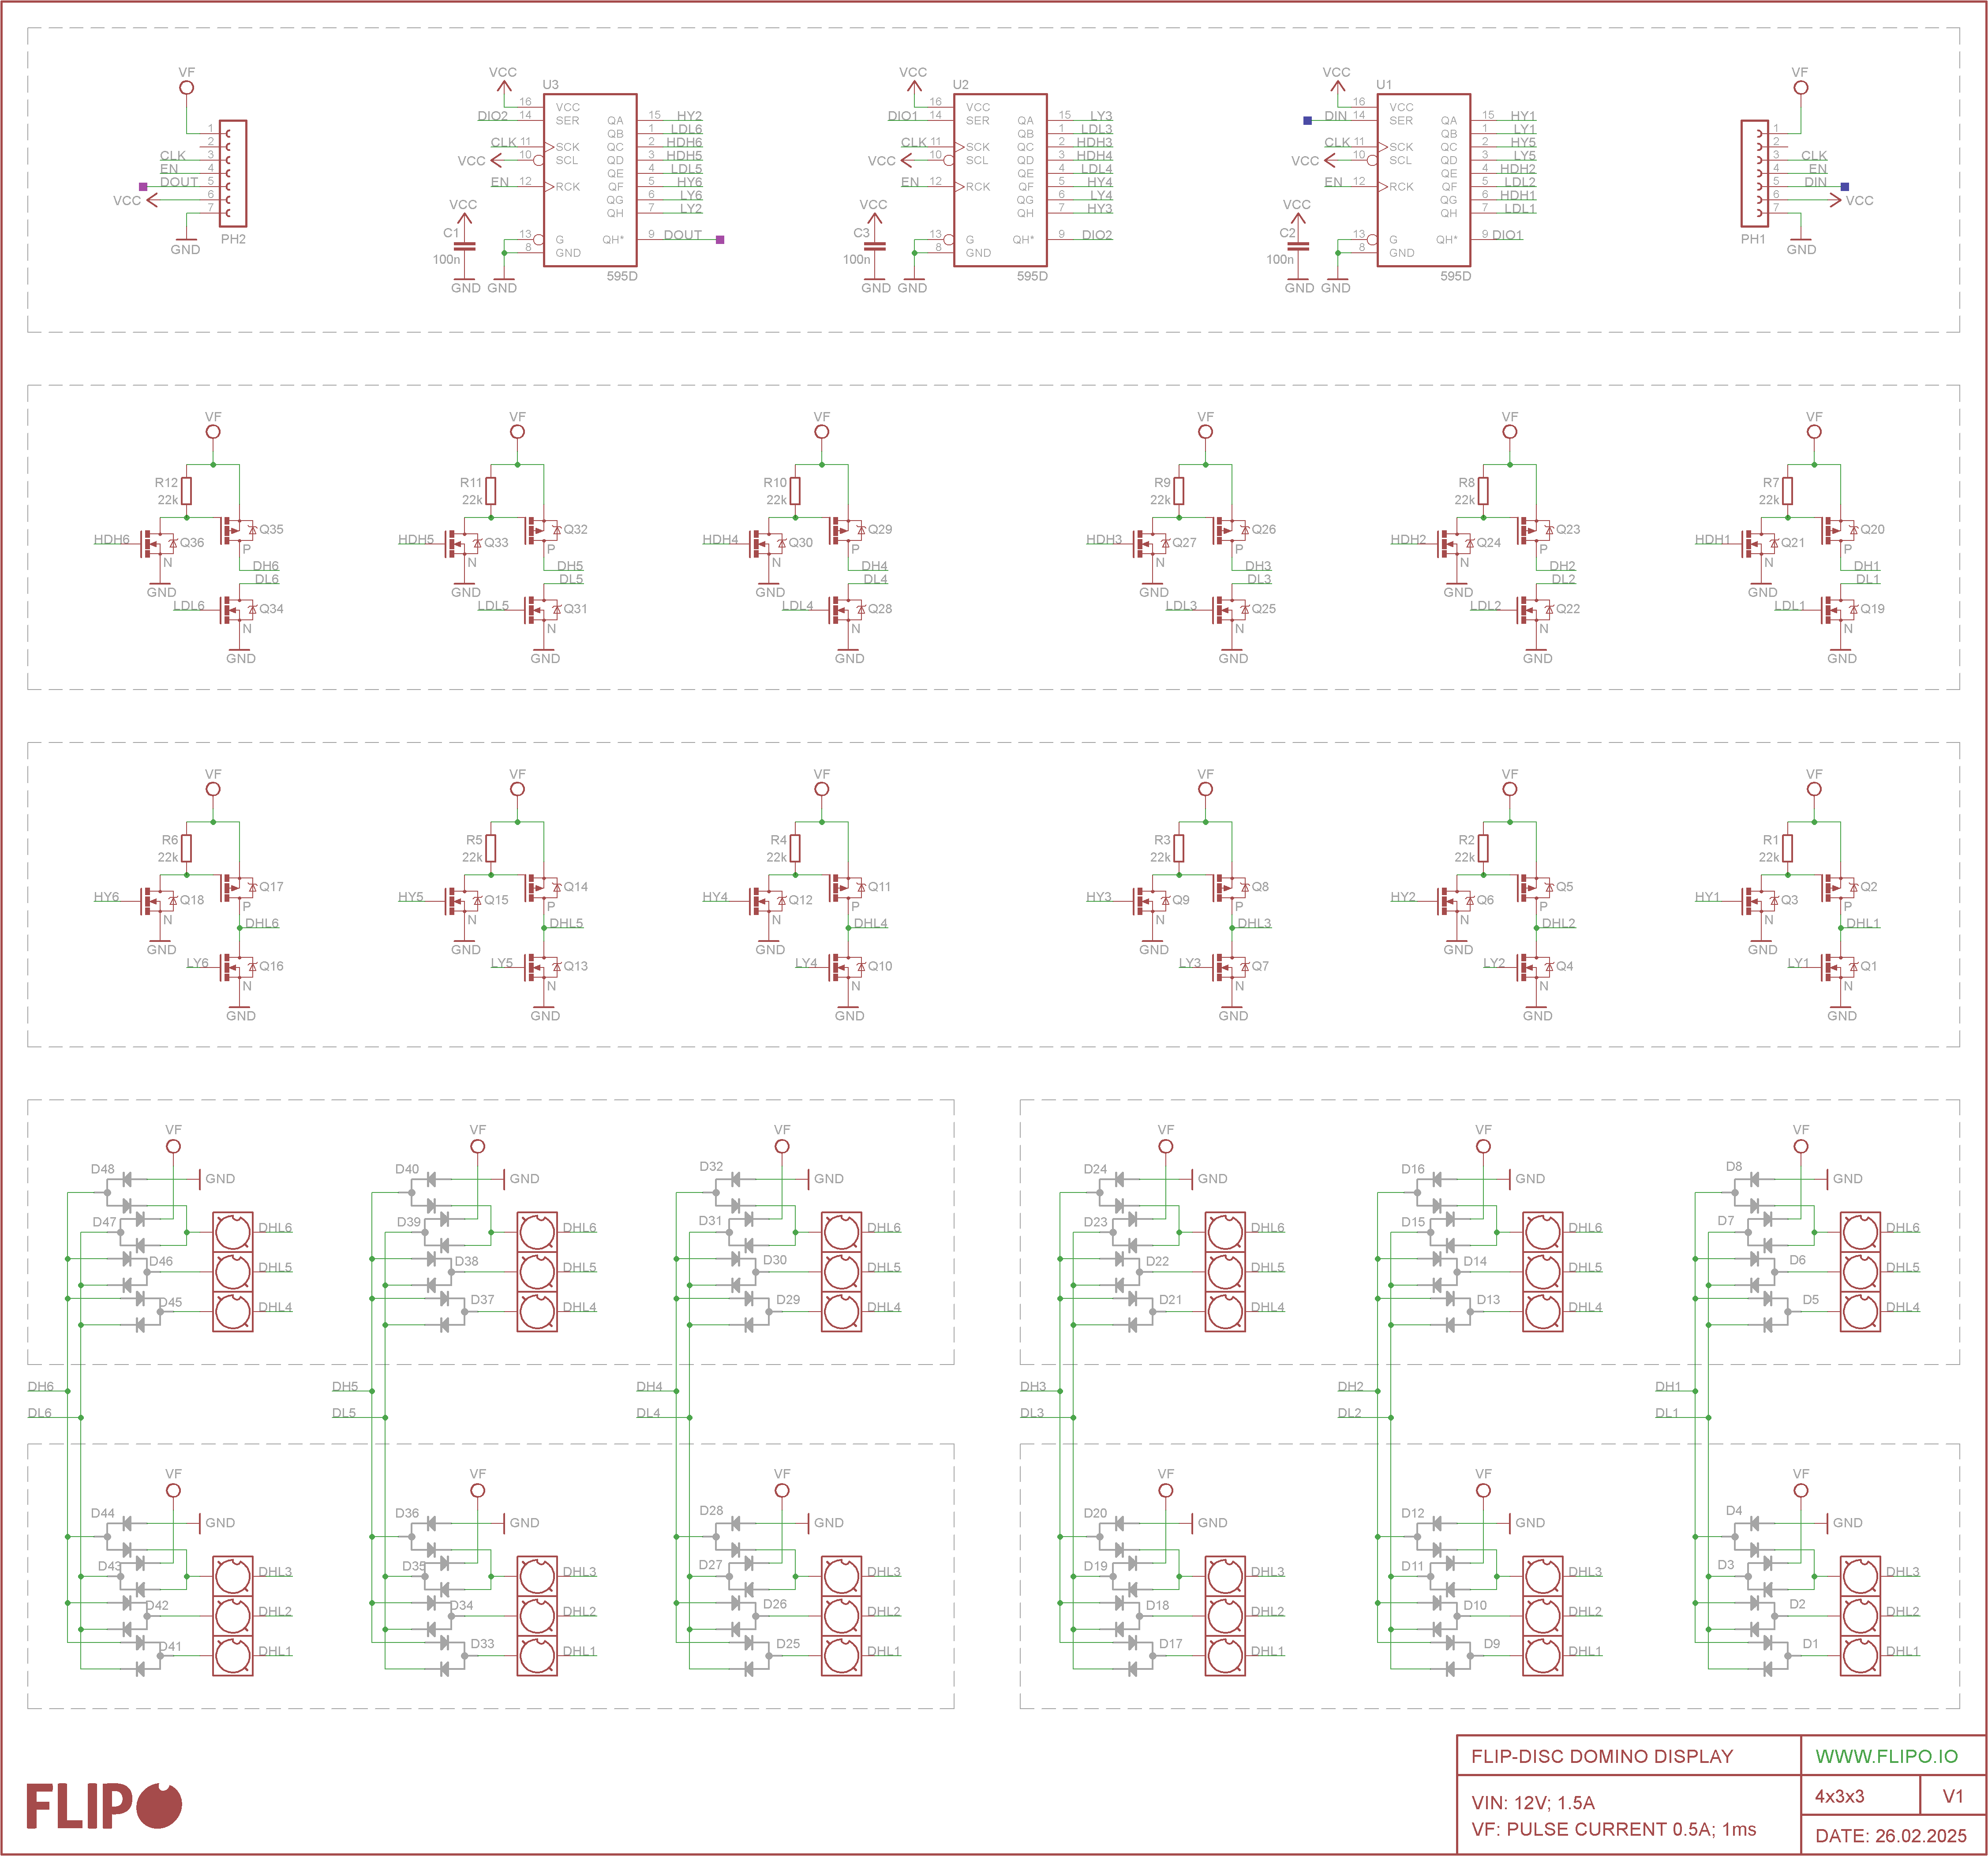 VF VCC U3 VCC U2 VCC U1 VF
16 VCC 16 VCC 16 VCC
DIO2 14 SER QA 15 HY2
QB 1 LDL6
CLK 11 SCK QC 2 HDH6
VCC 10 SCL QD 3 HDH5
QE 4 LDL5
EN 12 RCK QF 5 HY6
QG 6 LY6
QH 7 LY2
13 G QH* 9 DOUT
8 GND
595D
VCC
C1
100n
GND GND
DIO1 14 SER QA 15 LY3
QB 1 LDL3
CLK 11 SCK QC 2 HDH3
VCC 10 SCL QD 3 HDH4
QE 4 LDL4
EN 12 RCK QF 5 HY4
QG 6 LY4
QH 7 HY3
13 G QH* 9 DIO2
8 GND
595D
VCC
C3
100n
GND GND
DIN 14 SER QA 15 HY1
QB 1 LY1
CLK 11 SCK QC 2 HY5
VCC 10 SCL QD 3 LY5
QE 4 HDH2
EN 12 RCK QF 5 LDL2
QG 6 HDH1
QH 7 LDL1
13 G QH* 9 DIO1
8 GND
595D
VCC
C2
100n
GND GND
1
2
CLK 3
EN 4
DOUT 5
VCC 6
7
GND PH2
1
2
3 CLK
4 EN
5 DIN
6 VCC
7
PH1 GND
VF VF VF VF VF VF
R12 R11 R10 R9 R8 R7
22k 22k 22k 22k 22k 22k
HDH6 Q36 Q35 HDH5 Q33 Q32 HDH4 Q30 Q29 HDH3 Q27 Q26 HDH2 Q24 Q23 HDH1 Q21 Q20
N P N P N P N P N P N P
DH6 DH5 DH4 DH3 DH2 DH1
DL6 DL5 DL4 DL3 DL2 DL1
GND GND GND GND GND GND
LDL6 Q34 LDL5 Q31 LDL4 Q28 LDL3 Q25 LDL2 Q22 LDL1 Q19
N N N N N N
GND GND GND GND GND GND
VF VF VF VF VF VF
R6 R5 R4 R3 R2 R1
22k 22k 22k 22k 22k 22k
HY6 Q18 Q17 HY5 Q15 Q14 HY4 Q12 Q11 HY3 Q9 Q8 HY2 Q6 Q5 HY1 Q3 Q2
N P N P N P N P N P N P
DHL6 DHL5 DHL4 DHL3 DHL2 DHL1
GND GND GND GND GND GND
LY6 Q16 LY5 Q13 LY4 Q10 LY3 Q7 LY2 Q4 LY1 Q1
N N N N N N
GND GND GND GND GND GND
VF VF VF VF VF VF
D48 GND D40 GND D32 GND D24 GND D16 GND D8 GND
D47 DHL6 D39 DHL6 D31 DHL6 D23 DHL6 D15 DHL6 D7 DHL6
D46 DHL5 D38 DHL5 D30 DHL5 D22 DHL5 D14 DHL5 D6 DHL5
D45 DHL4 D37 DHL4 D29 DHL4 D21 DHL4 D13 DHL4 D5 DHL4
DH6 DH5 DH4 DH3 DH2 DH1
DL6 DL5 DL4 DL3 DL2 DL1
VF VF VF VF VF VF
D44 GND D36 GND D28 GND D20 GND D12 GND D4 GND
D43 DHL3 D35 DHL3 D27 DHL3 D19 DHL3 D11 DHL3 D3 DHL3
D42 DHL2 D34 DHL2 D26 DHL2 D18 DHL2 D10 DHL2 D2 DHL2
D41 DHL1 D33 DHL1 D25 DHL1 D17 DHL1 D9 DHL1 D1 DHL1
FLIPO
FLIP-DISC DOMINO DISPLAY WWW.FLIPO.IO
VIN: 12V; 1.5A 4x3x3 V1
VF: PULSE CURRENT 0.5A; 1ms DATE: 26.02.2025